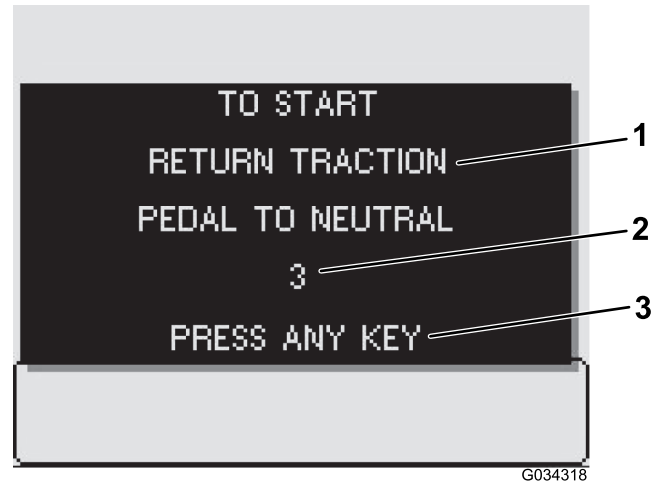 TO START
RETURN TRACTION
PEDAL TO NEUTRAL
3
PRESS ANY KEY
1
2
3
G034318